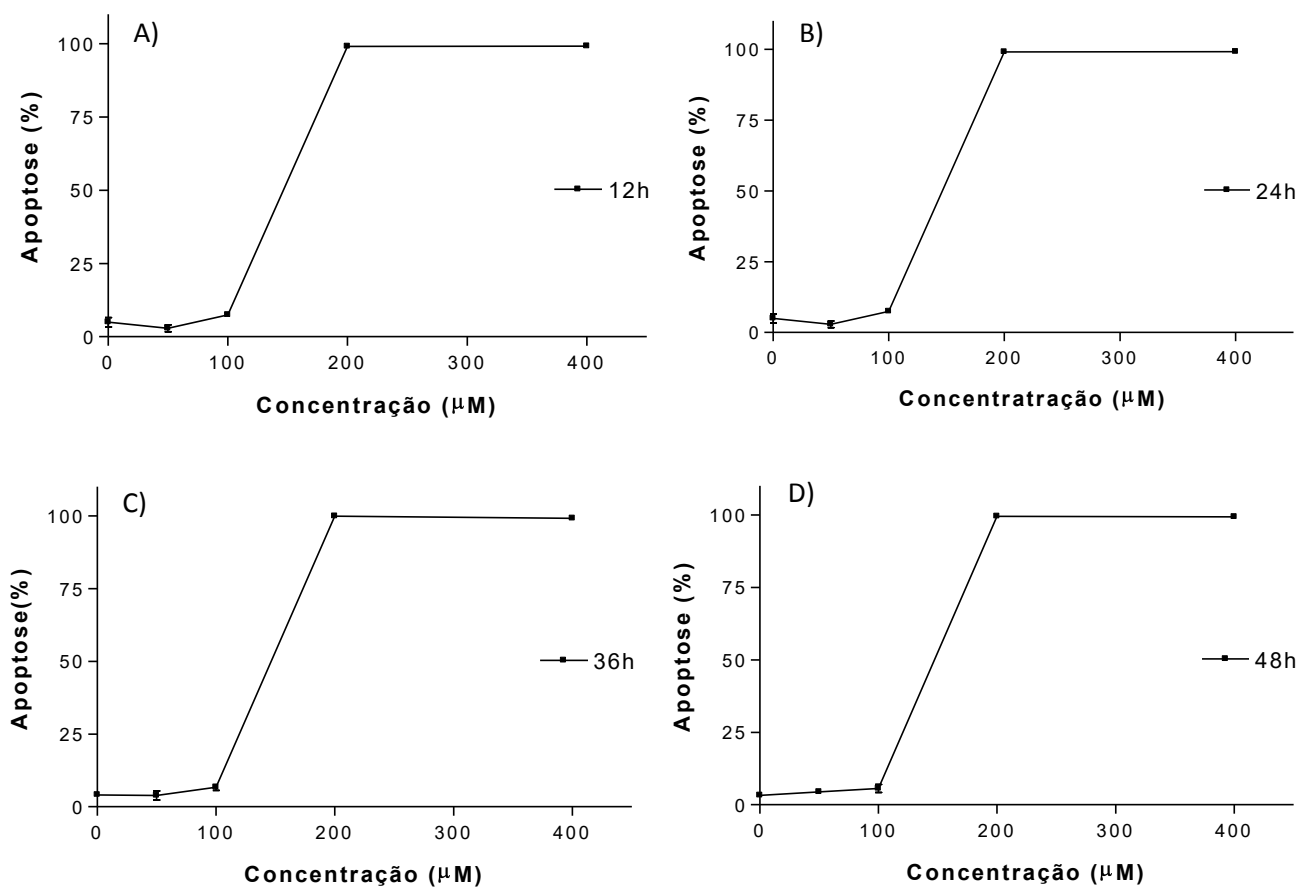 A)
Apoptose (%)
100
75
50
25
0
0 100 200 300 400
Concentração (μM)
12h
B)
Apoptose (%)
100
75
50
25
0
0 100 200 300 400
Concentratração (μM)
24h
C)
Apoptose(%)
100
75
50
25
0
0 100 200 300 400
Concentração (μM)
36h
D)
Apoptose (%)
100
75
50
25
0
0 100 200 300 400
Concentração (μM)
48h